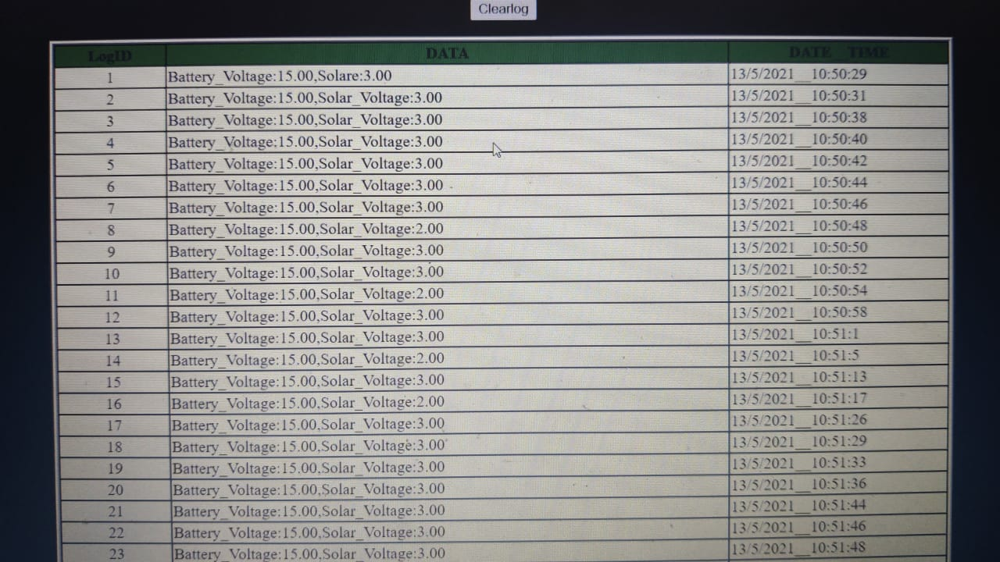 Clearlog
LogID DATA DATE__TIME
1 Battery_Voltage:15.00,Solare:3.00 13/5/2021__10:50:29
2 Battery_Voltage:15.00,Solar_Voltage:3.00 13/5/2021__10:50:31
3 Battery_Voltage:15.00,Solar_Voltage:3.00 13/5/2021__10:50:38
4 Battery_Voltage:15.00,Solar_Voltage:3.00 13/5/2021__10:50:40
5 Battery_Voltage:15.00,Solar_Voltage:3.00 13/5/2021__10:50:42
6 Battery_Voltage:15.00,Solar_Voltage:3.00 13/5/2021__10:50:44
7 Battery_Voltage:15.00,Solar_Voltage:3.00 13/5/2021__10:50:46
8 Battery_Voltage:15.00,Solar_Voltage:2.00 13/5/2021__10:50:48
9 Battery_Voltage:15.00,Solar_Voltage:3.00 13/5/2021__10:50:50
10 Battery_Voltage:15.00,Solar_Voltage:3.00 13/5/2021__10:50:52
11 Battery_Voltage:15.00,Solar_Voltage:2.00 13/5/2021__10:50:54
12 Battery_Voltage:15.00,Solar_Voltage:3.00 13/5/2021__10:50:58
13 Battery_Voltage:15.00,Solar_Voltage:3.00 13/5/2021__10:51:1
14 Battery_Voltage:15.00,Solar_Voltage:2.00 13/5/2021__10:51:5
15 Battery_Voltage:15.00,Solar_Voltage:3.00 13/5/2021__10:51:13
16 Battery_Voltage:15.00,Solar_Voltage:2.00 13/5/2021__10:51:17
17 Battery_Voltage:15.00,Solar_Voltage:3.00 13/5/2021__10:51:26
18 Battery_Voltage:15.00,Solar_Voltage:3.00 13/5/2021__10:51:29
19 Battery_Voltage:15.00,Solar_Voltage:3.00 13/5/2021__10:51:33
20 Battery_Voltage:15.00,Solar_Voltage:3.00 13/5/2021__10:51:36
21 Battery_Voltage:15.00,Solar_Voltage:3.00 13/5/2021__10:51:44
22 Battery_Voltage:15.00,Solar_Voltage:3.00 13/5/2021__10:51:46
23 Battery_Voltage:15.00,Solar_Voltage:3.00 13/5/2021__10:51:48